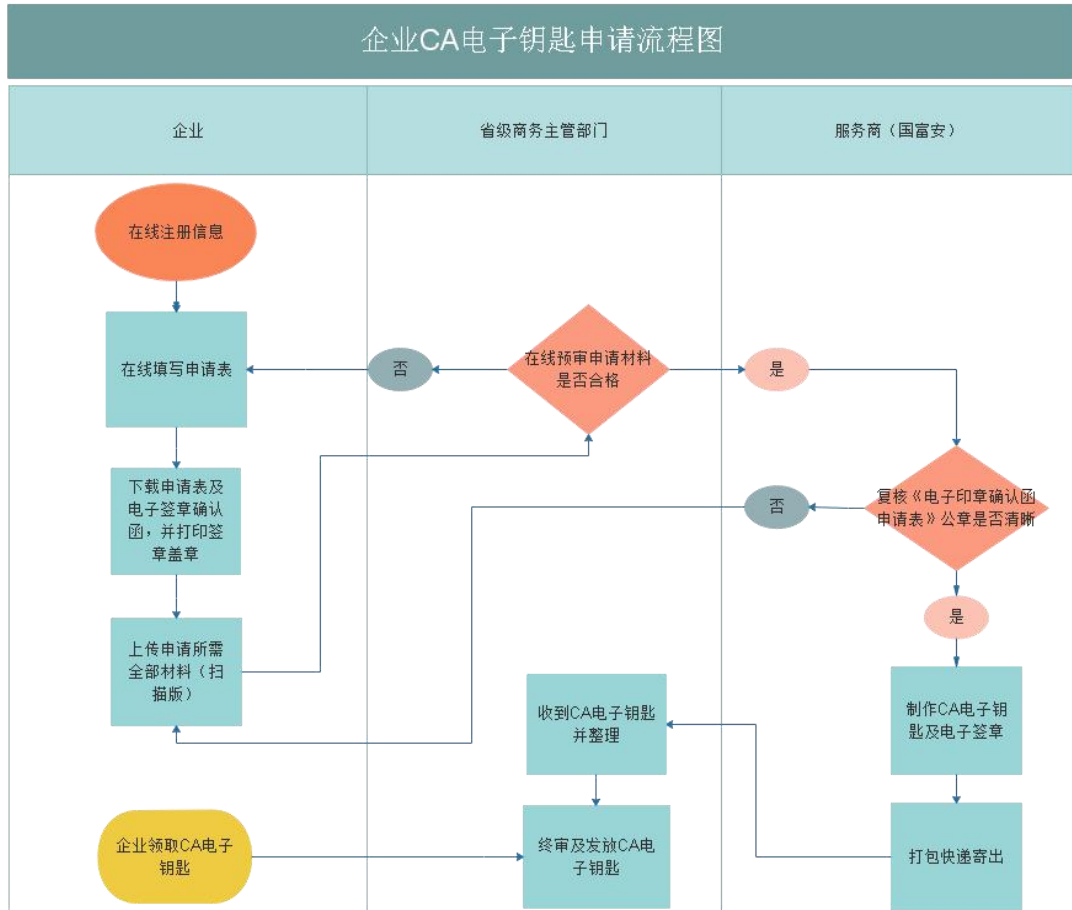 企业CA电子钥匙申请流程图
企业
省级商务主管部门
服务商（国富安）
在线注册信息
在线填写申请表
否
在线预审申请材料
是否合格
是
下载申请表及
电子签章确认
函，并打印签
章盖章
否
复核《电子印章确认函
申请表》公章是否清晰
是
上传申请所需
全部材料（扫
描版）
收到CA电子钥匙
并整理
制作CA电子钥
匙及电子签章
企业领取CA电子
钥匙
终审及发放CA电
子钥匙
打包快递寄出